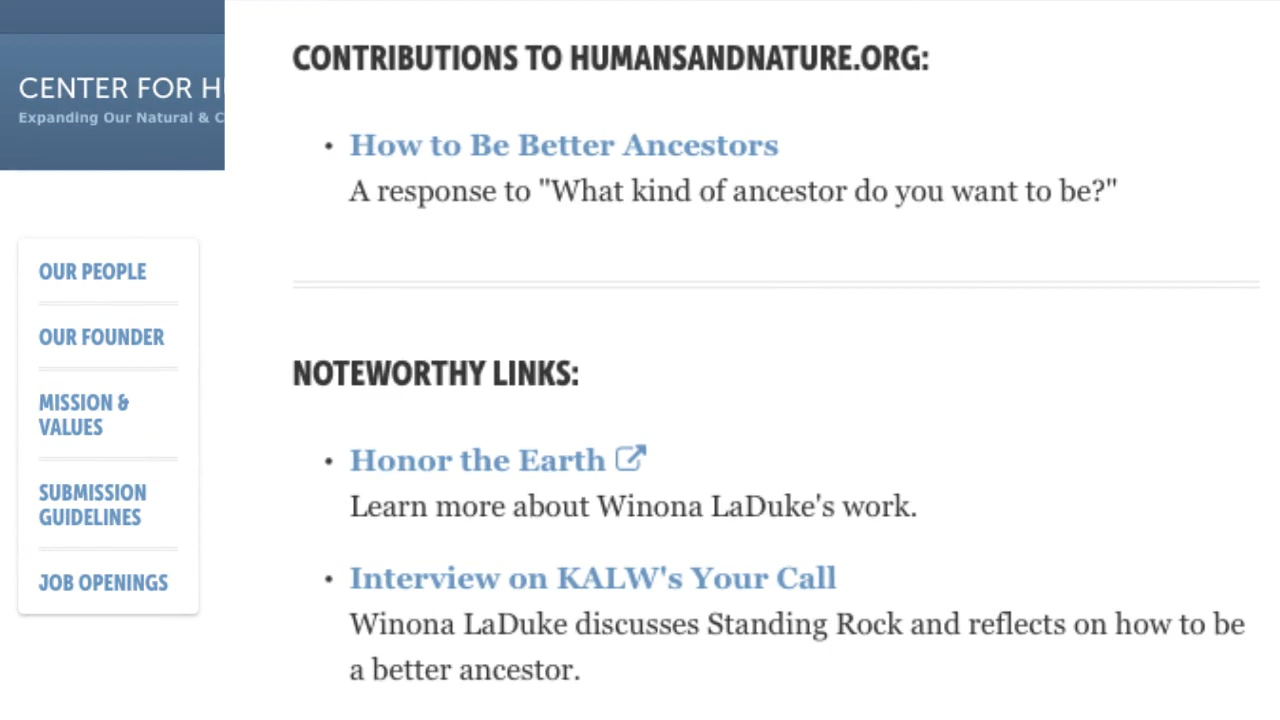 CENTER FOR H
Expanding Our Natural & C
OUR PEOPLE
OUR FOUNDER
MISSION &
VALUES
SUBMISSION
GUIDELINES
JOB OPENINGS
CONTRIBUTIONS TO HUMANSANDNATURE.ORG:
• How to Be Better Ancestors
A response to "What kind of ancestor do you want to be?"
NOTEWORTHY LINKS:
• Honor the Earth
Learn more about Winona LaDuke's work.
• Interview on KALW's Your Call
Winona LaDuke discusses Standing Rock and reflects on how to be
a better ancestor.